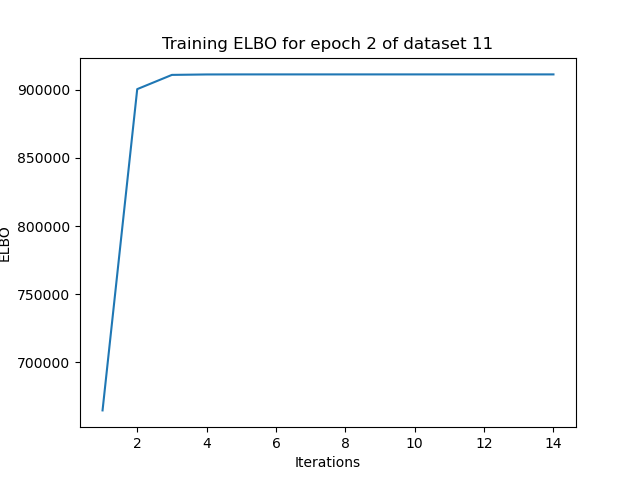 Training ELBO for epoch 2 of dataset 11
900000
850000
800000
750000
700000
ELBO
2 4 6 8 10 12 14
Iterations